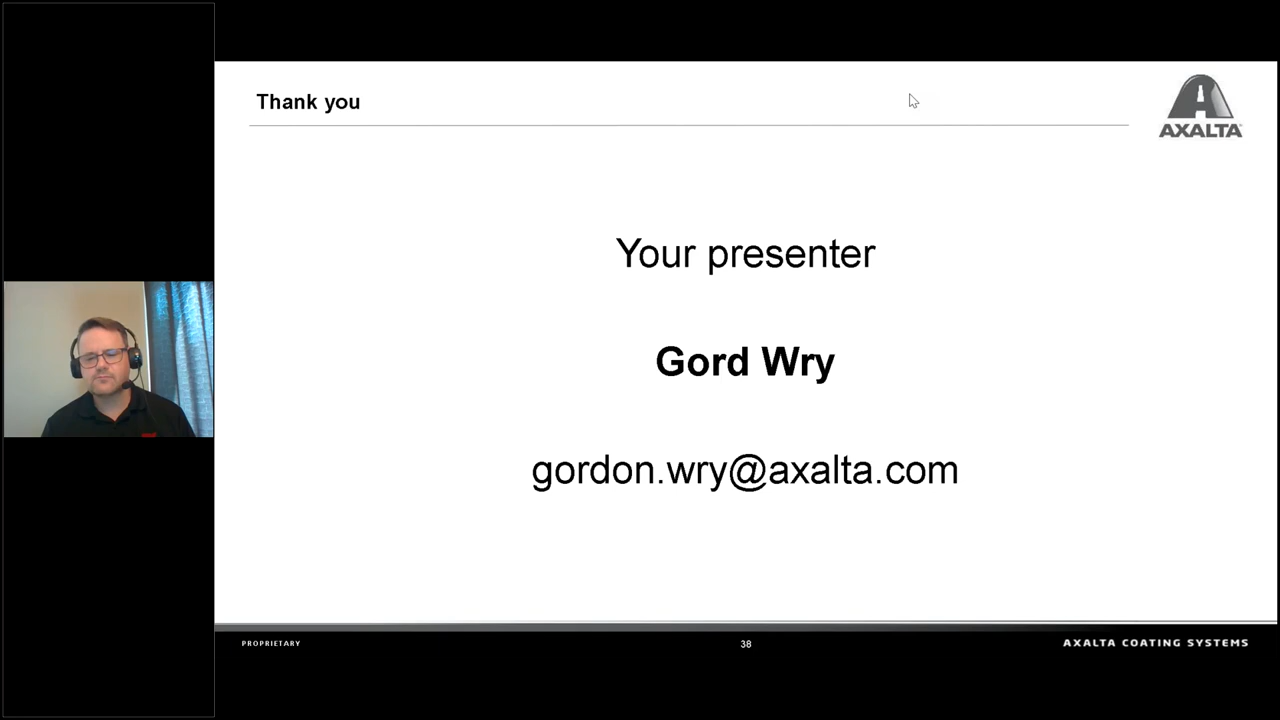 Thank you
AXALTA
Your presenter
Gord Wry
gordon.wry@axalta.com
PROPRIETARY
38
AXALTA COATING SYSTEMS